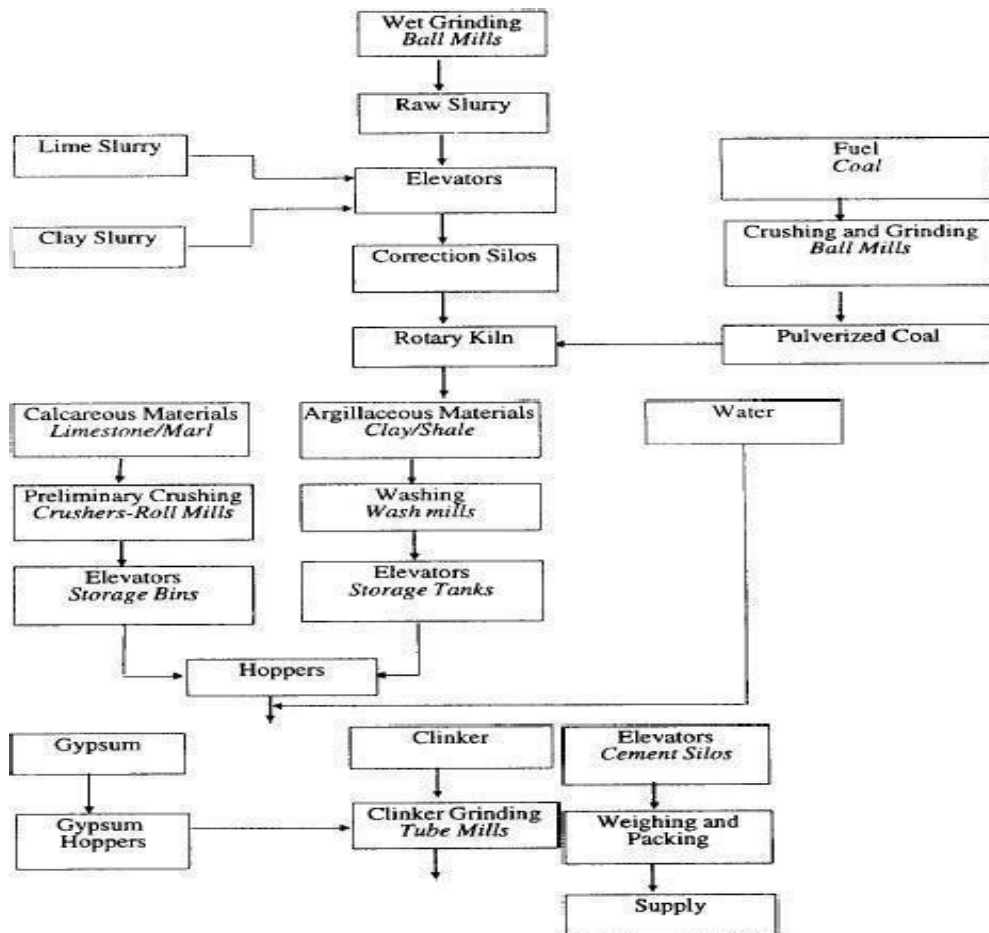 Wet Grinding
Ball Mills
Raw Slurry
Lime Slurry
Elevators
Clay Slurry
Correction Silos
Rotary Kiln
Fuel
Coal
Crushing and Grinding
Ball Mills
Pulverized Coal
Calcareous Materials
Limestone/Marl
Argillaceous Materials
Clay/Shale
Water
Preliminary Crushing
Crushers-Roll Mills
Washing
Wash mills
Elevators
Storage Bins
Elevators
Storage Tanks
Hoppers
Gypsum
Clinker
Elevators
Cement Silos
Gypsum
Hoppers
Clinker Grinding
Tube Mills
Weighing and
Packing
Supply